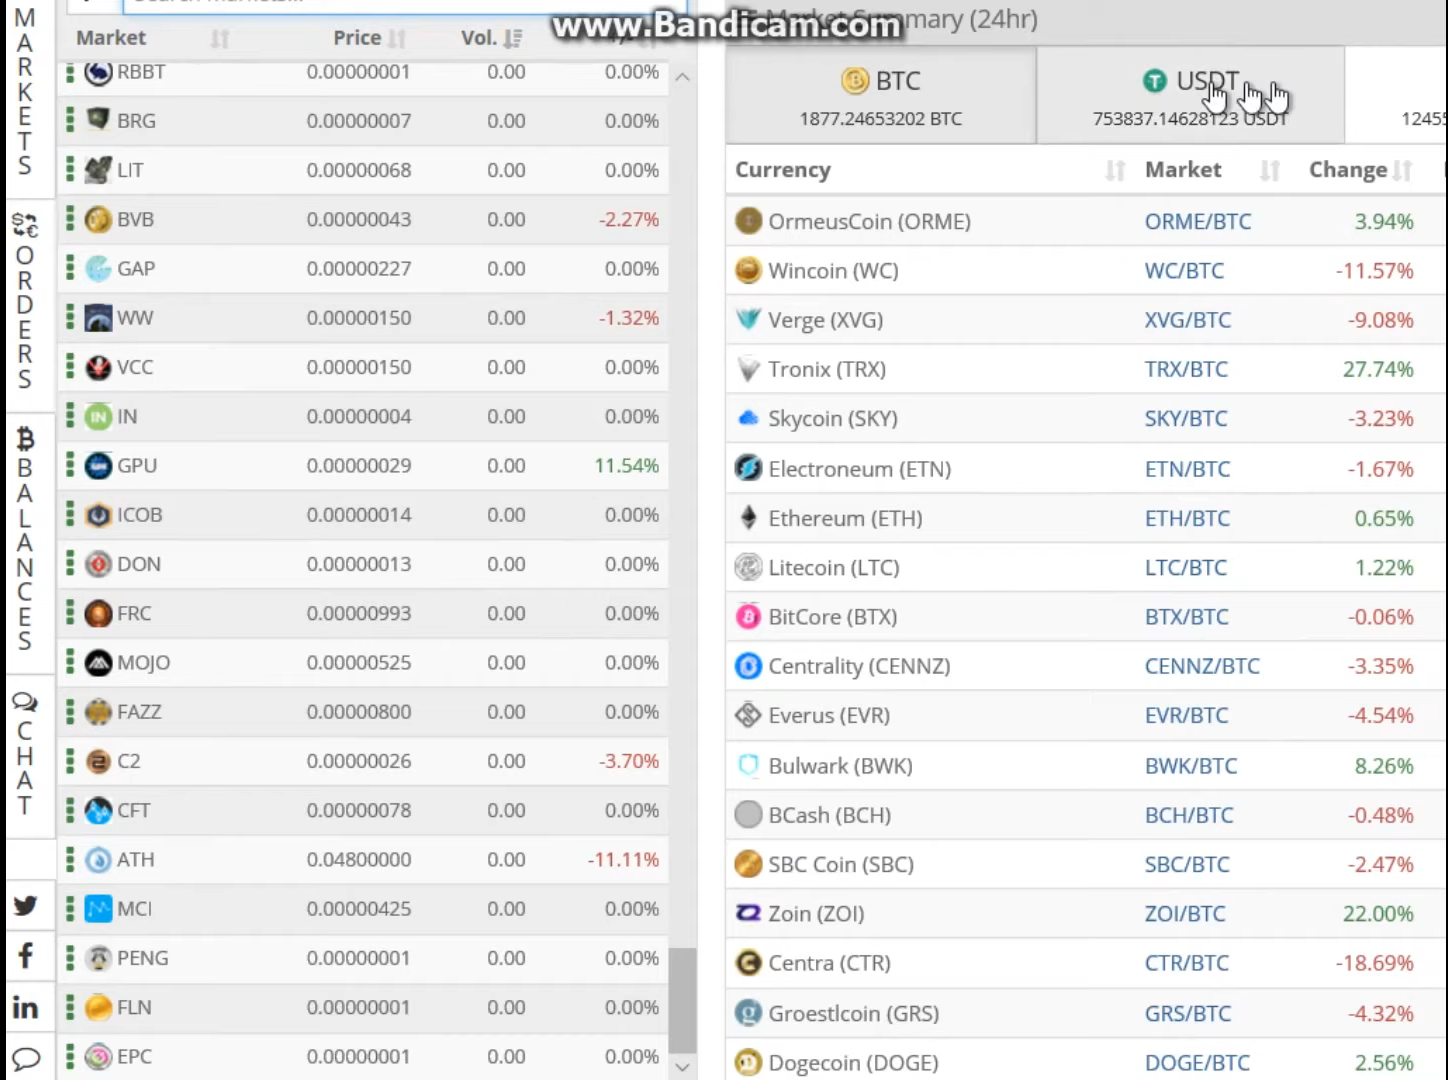 MARKETS
ORDERS
BALANCES
CHAT
www.Bandicam.com
Market Price Vol.
RBBT 0.00000001 0.00 0.00%
BRG 0.00000007 0.00 0.00%
LIT 0.00000068 0.00 0.00%
BVB 0.00000043 0.00 -2.27%
GAP 0.00000227 0.00 0.00%
WW 0.00000150 0.00 -1.32%
VCC 0.00000150 0.00 0.00%
IN 0.00000004 0.00 0.00%
GPU 0.00000029 0.00 11.54%
ICOB 0.00000014 0.00 0.00%
DON 0.00000013 0.00 0.00%
FRC 0.00000993 0.00 0.00%
MOJO 0.00000525 0.00 0.00%
FAZZ 0.00000800 0.00 0.00%
C2 0.00000026 0.00 -3.70%
CFT 0.00000078 0.00 0.00%
ATH 0.04800000 0.00 -11.11%
MCI 0.00000425 0.00 0.00%
PENG 0.00000001 0.00 0.00%
FLN 0.00000001 0.00 0.00%
EPC 0.00000001 0.00 0.00%
Market Summary (24hr)
BTC USDT
1877.24653202 BTC 753837.14628123 USDT 12455
Currency Market Change
OrmeusCoin (ORME) ORME/BTC 3.94%
Wincoin (WC) WC/BTC -11.57%
Verge (XVG) XVG/BTC -9.08%
Tronix (TRX) TRX/BTC 27.74%
Skycoin (SKY) SKY/BTC -3.23%
Electroneum (ETN) ETN/BTC -1.67%
Ethereum (ETH) ETH/BTC 0.65%
Litecoin (LTC) LTC/BTC 1.22%
BitCore (BTX) BTX/BTC -0.06%
Centrality (CENNZ) CENNZ/BTC -3.35%
Everus (EVR) EVR/BTC -4.54%
Bulwark (BWK) BWK/BTC 8.26%
BCash (BCH) BCH/BTC -0.48%
SBC Coin (SBC) SBC/BTC -2.47%
Zoin (ZOI) ZOI/BTC 22.00%
Centra (CTR) CTR/BTC -18.69%
Groestlcoin (GRS) GRS/BTC -4.32%
Dogecoin (DOGE) DOGE/BTC 2.56%